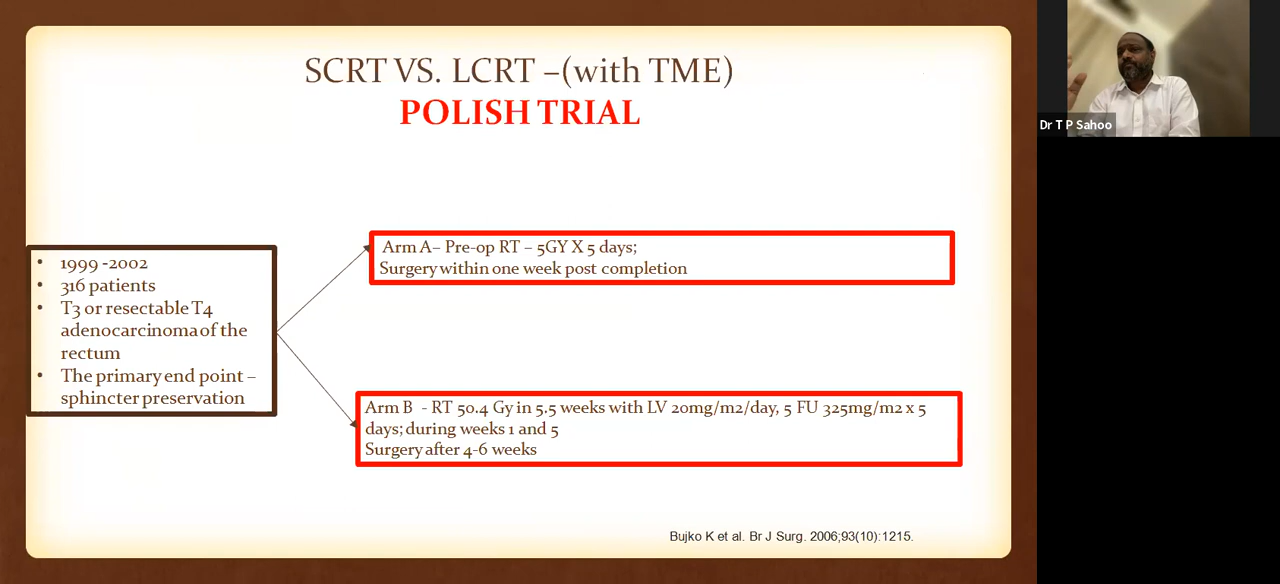 SCRT VS. LCRT –(with TME)
POLISH TRIAL
• 1999 -2002
• 316 patients
• T3 or resectable T4
adenocarcinoma of the
rectum
• The primary end point –
sphincter preservation
Arm A– Pre-op RT – 5GY X 5 days;
Surgery within one week post completion
Arm B - RT 50.4 Gy in 5.5 weeks with LV 20mg/m2/day, 5 FU 325mg/m2 x 5
days; during weeks 1 and 5
Surgery after 4-6 weeks
Bujko K et al. Br J Surg. 2006;93(10):1215.
Dr T P Sahoo